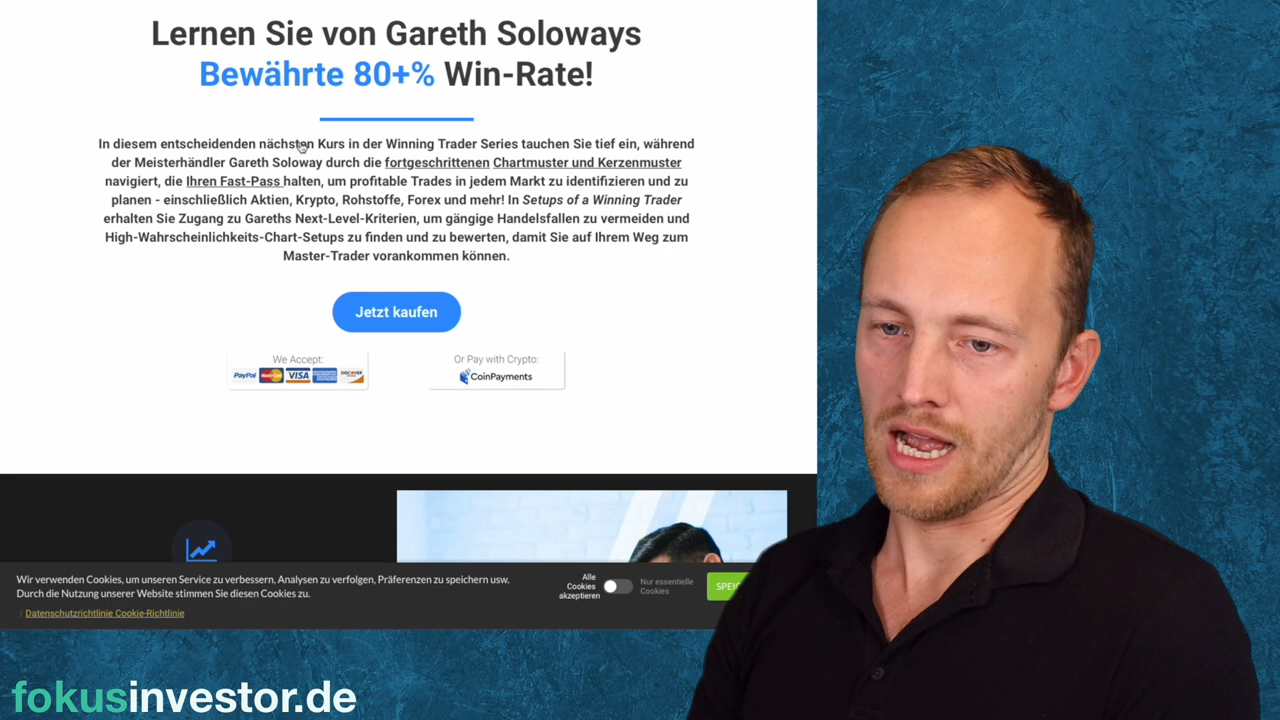 Lernen Sie von Gareth Soloways
Bewährte 80+% Win-Rate!
In diesem entscheidenden nächsten Kurs in der Winning Trader Series tauchen Sie tief ein, während
der Meisterhändler Gareth Soloway durch die fortgeschrittenen Chartmuster und Kerzenmuster
navigiert, die Ihren Fast-Pass halten, um profitable Trades in jedem Markt zu identifizieren und zu
planen - einschließlich Aktien, Krypto, Rohstoffe, Forex und mehr! In Setups of a Winning Trader
erhalten Sie Zugang zu Gareths Next-Level-Kriterien, um gängige Handelsfallen zu vermeiden und
High-Wahrscheinlichkeits-Chart-Setups zu finden und zu bewerten, damit Sie auf Ihrem Weg zum
Master-Trader vorankommen können.
Jetzt kaufen
We Accept:
PayPal MasterCard VISA AMERICAN EXPRESS DISCOVER
Or Pay with Crypto:
CoinPayments
Wir verwenden Cookies, um unseren Service zu verbessern, Analysen zu verfolgen, Präferenzen zu speichern usw.
Durch die Nutzung unserer Website stimmen Sie diesen Cookies zu.
Datenschutzrichtlinie Cookie-Richtlinie
Alle
Cookies
akzeptieren
Nur essentielle
Cookies
fokusinvestor.de